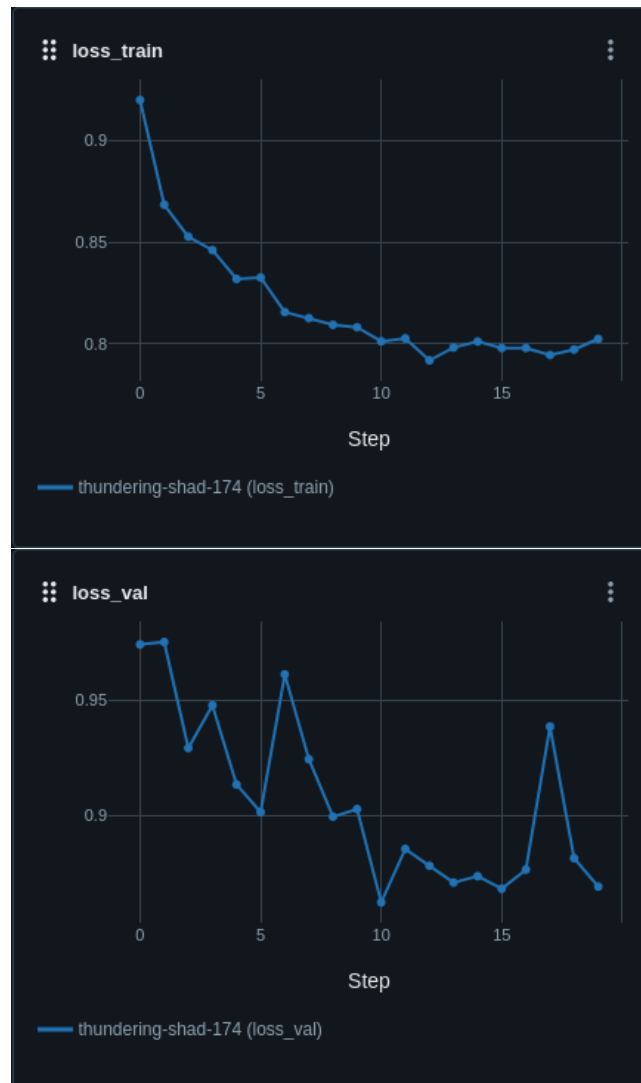 loss_train
0.9
0.85
0.8
0 5 10 15
Step
thundering-shad-174 (loss_train)
loss_val
0.95
0.9
0 5 10 15
Step
thundering-shad-174 (loss_val)